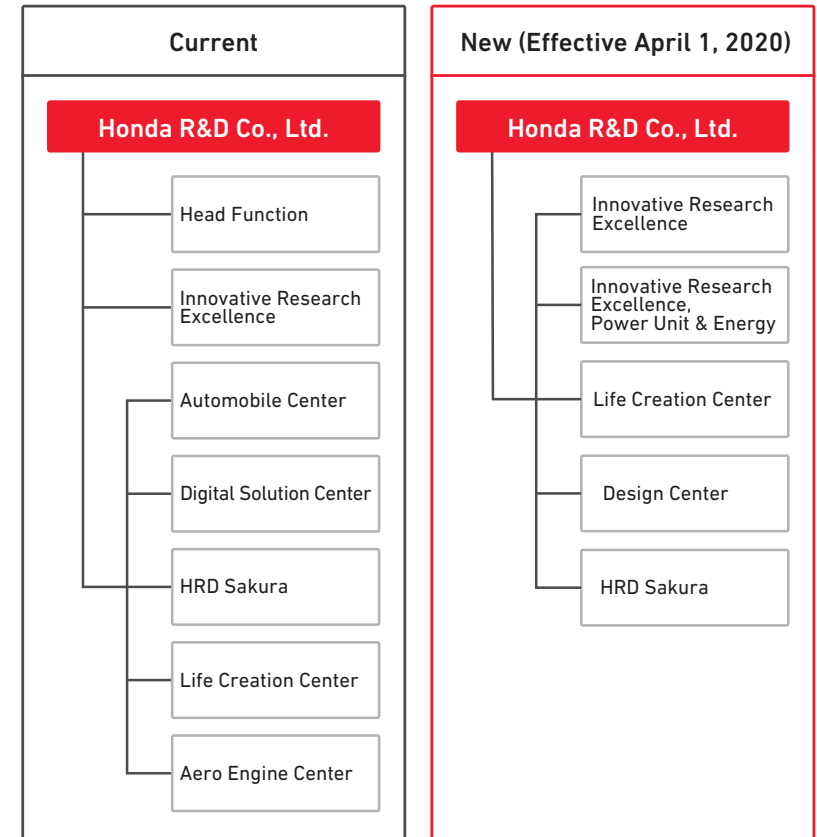 Current
Honda R&D Co., Ltd.
Head Function
Innovative Research
Excellence
Automobile Center
Digital Solution Center
HRD Sakura
Life Creation Center
Aero Engine Center
New (Effective April 1, 2020)
Honda R&D Co., Ltd.
Innovative Research
Excellence
Innovative Research
Excellence,
Power Unit & Energy
Life Creation Center
Design Center
HRD Sakura